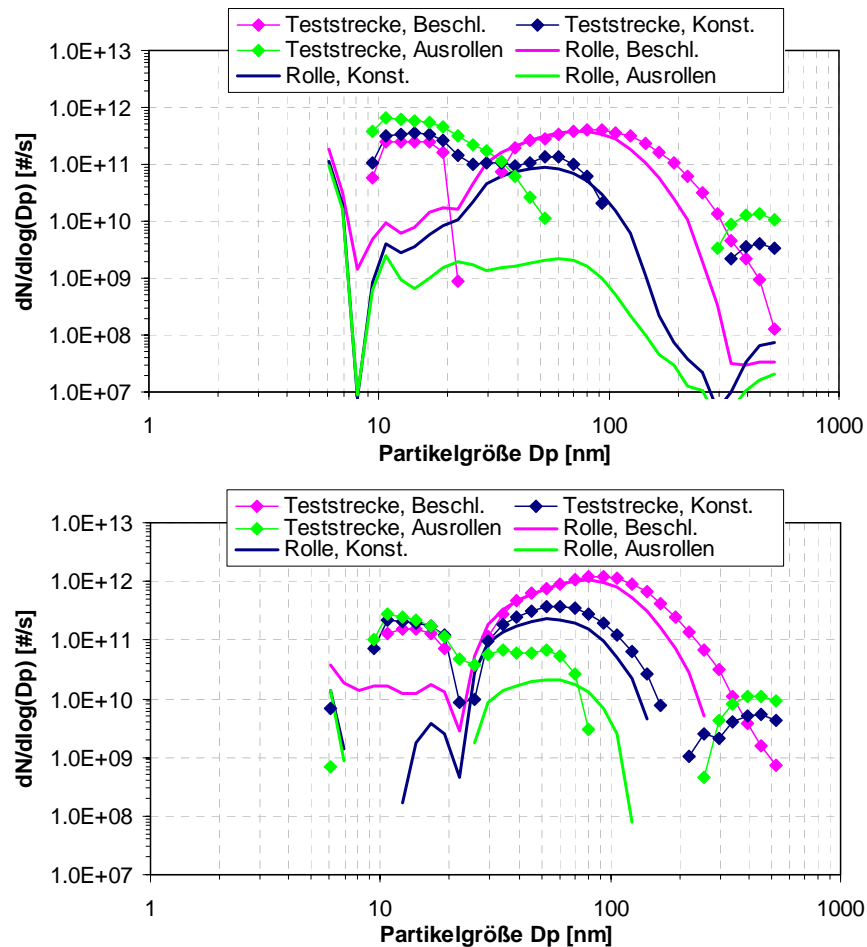 Teststrecke, Beschl. Teststrecke, Konst.
Teststrecke, Ausrollen Rolle, Beschl.
Rolle, Konst. Rolle, Ausrollen
dN/dlog(Dp) [#/s]
1.0E+13
1.0E+12
1.0E+11
1.0E+10
1.0E+09
1.0E+08
1.0E+07
1 10 100 1000
Partikelgröße Dp [nm]
Teststrecke, Beschl. Teststrecke, Konst.
Teststrecke, Ausrollen Rolle, Beschl.
Rolle, Konst. Rolle, Ausrollen
dN/dlog(Dp) [#/s]
1.0E+13
1.0E+12
1.0E+11
1.0E+10
1.0E+09
1.0E+08
1.0E+07
1 10 100 1000
Partikelgröße Dp [nm]